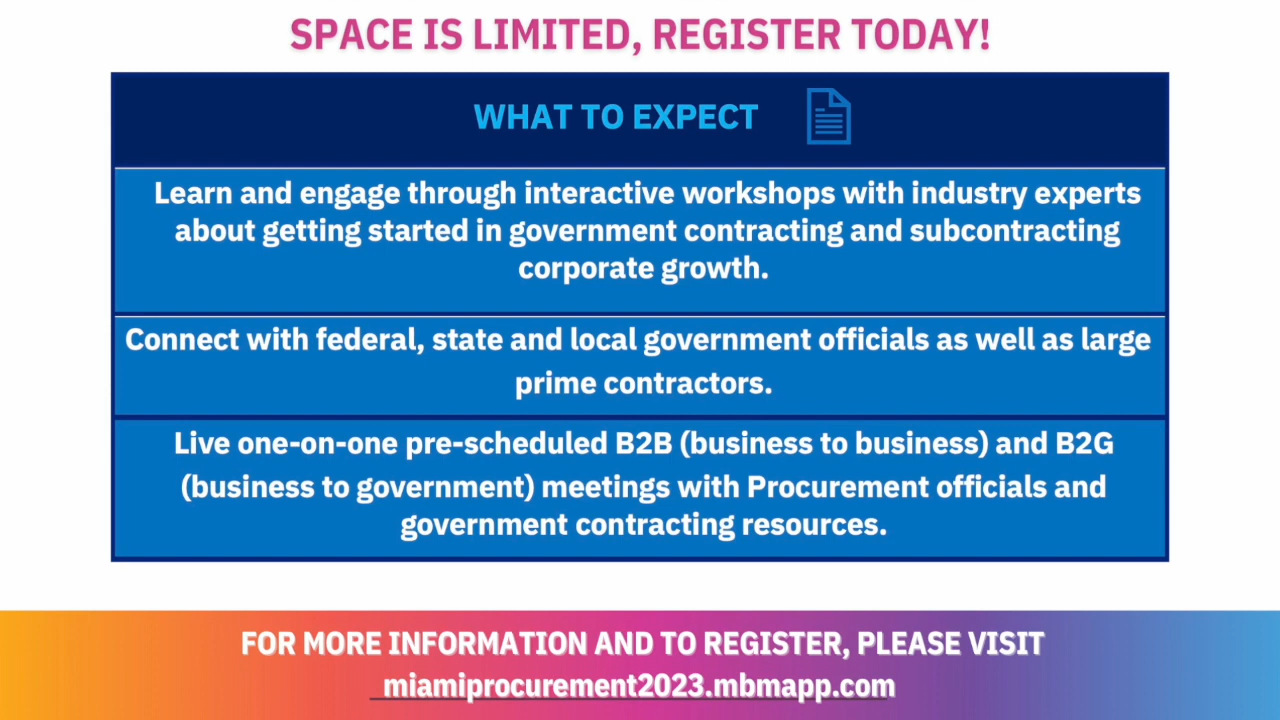 SPACE IS LIMITED, REGISTER TODAY!
WHAT TO EXPECT
Learn and engage through interactive workshops with industry experts
about getting started in government contracting and subcontracting
corporate growth.
Connect with federal, state and local government officials as well as large
prime contractors.
Live one-on-one pre-scheduled B2B (business to business) and B2G
(business to government) meetings with Procurement officials and
government contracting resources.
FOR MORE INFORMATION AND TO REGISTER, PLEASE VISIT
miamiprocurement2023.mbmapp.com